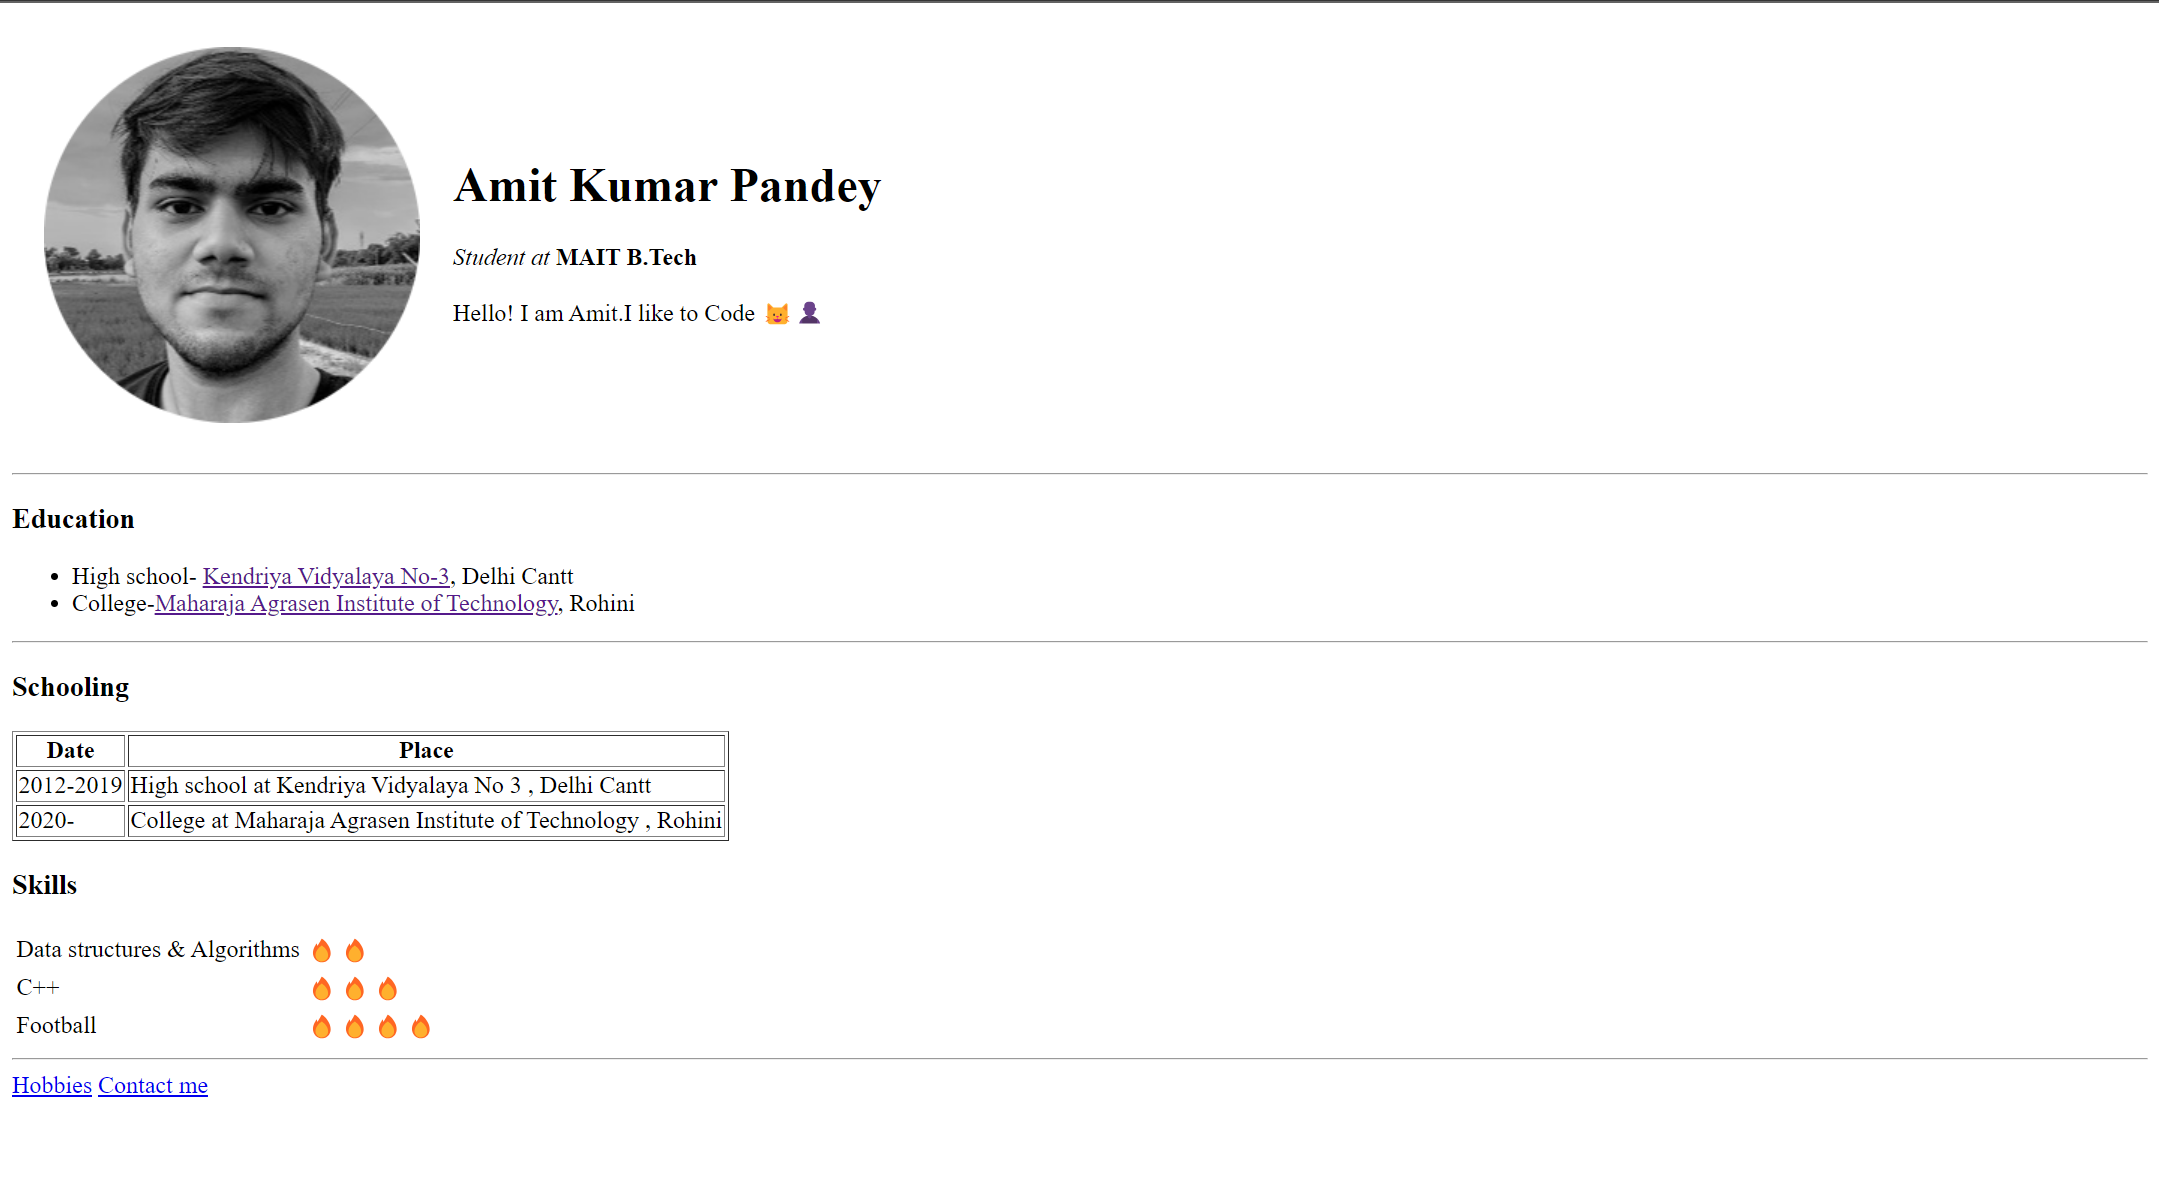 Amit Kumar Pandey
Student at MAIT B.Tech
Hello! I am Amit.I like to Code 😺 👤
Education
• High school- Kendriya Vidyalaya No-3, Delhi Cantt
• College-Maharaja Agrasen Institute of Technology, Rohini
Schooling
Date Place
2012-2019 High school at Kendriya Vidyalaya No 3 , Delhi Cantt
2020- College at Maharaja Agrasen Institute of Technology , Rohini
Skills
Data structures & Algorithms 🔥 🔥
C++ 🔥 🔥 🔥
Football 🔥 🔥 🔥 🔥
Hobbies Contact me